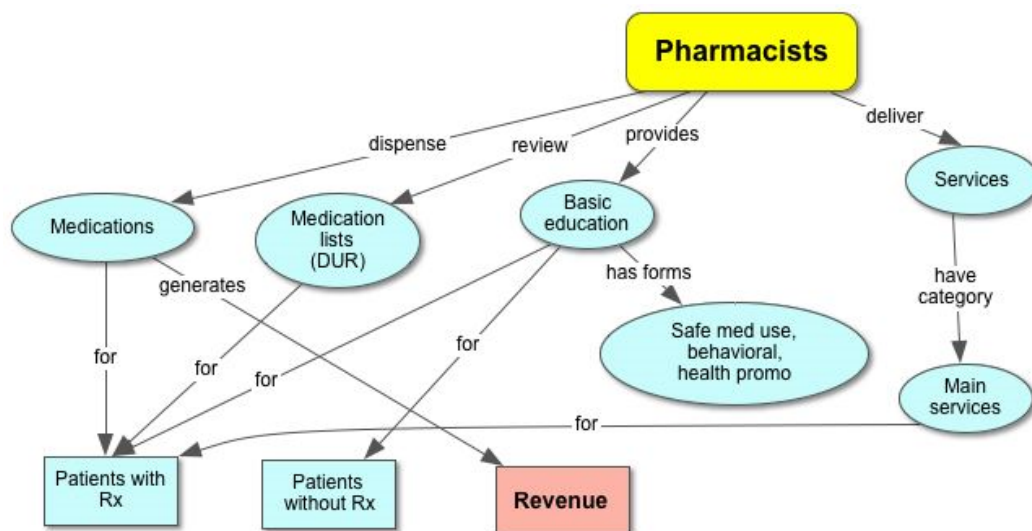 Pharmacists
deliver
dispense
review
provides
Services
Medications
Medication
lists
(DUR)
Basic
education
generates
has forms
have
category
Safe med use,
behavioral,
health promo
for
for
for
for
Main
services
for
Patients with
Rx
Patients
without Rx
Revenue